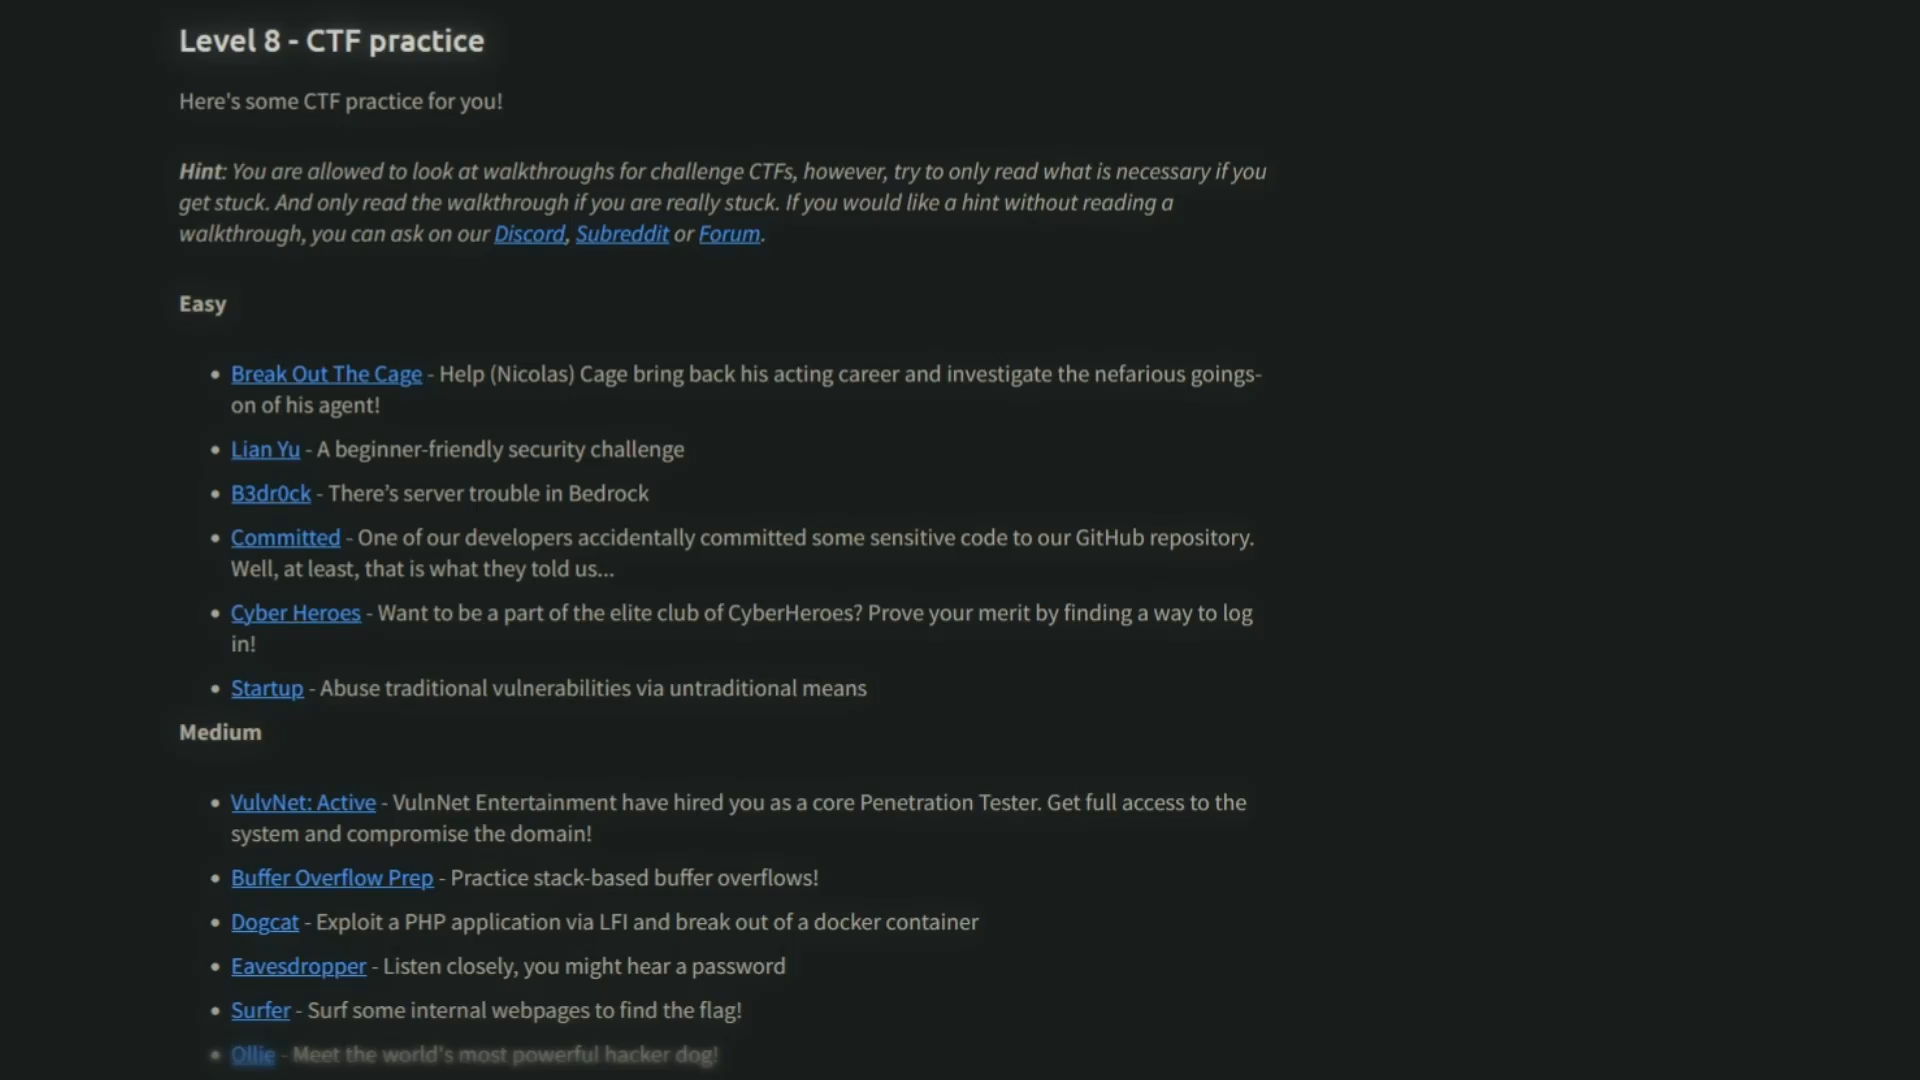 Level 8 - CTF practice
Here's some CTF practice for you!
Hint: You are allowed to look at walkthroughs for challenge CTFs, however, try to only read what is necessary if you
get stuck. And only read the walkthrough if you are really stuck. If you would like a hint without reading a
walkthrough, you can ask on our Discord, Subreddit or Forum.
Easy
• Break Out The Cage - Help (Nicolas) Cage bring back his acting career and investigate the nefarious goings-
on of his agent!
• Lian Yu - A beginner-friendly security challenge
• B3dr0ck - There’s server trouble in Bedrock
• Committed - One of our developers accidentally committed some sensitive code to our GitHub repository.
Well, at least, that is what they told us...
• Cyber Heroes - Want to be a part of the elite club of CyberHeroes? Prove your merit by finding a way to log
in!
• Startup - Abuse traditional vulnerabilities via untraditional means
Medium
• VulvNet: Active - VulnNet Entertainment have hired you as a core Penetration Tester. Get full access to the
system and compromise the domain!
• Buffer Overflow Prep - Practice stack-based buffer overflows!
• Dogcat - Exploit a PHP application via LFI and break out of a docker container
• Eavesdropper - Listen closely, you might hear a password
• Surfer - Surf some internal webpages to find the flag!
• Ollie - Meet the world's most powerful hacker dog!